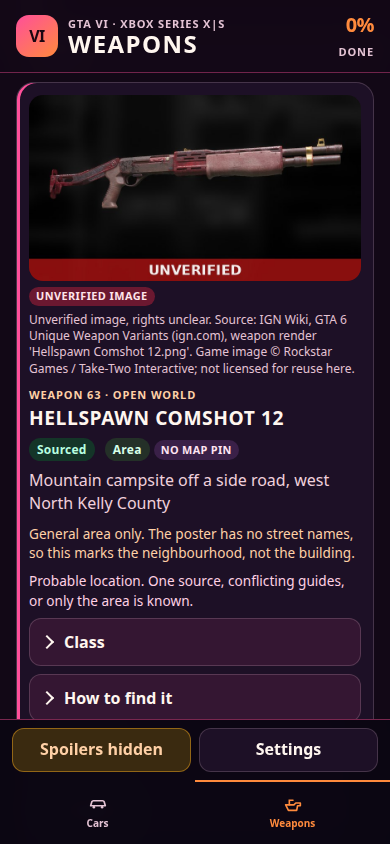 VI
GTA VI · XBOX SERIES X|S
WEAPONS
0%
DONE
UNVERIFIED
UNVERIFIED IMAGE
Unverified image, rights unclear. Source: IGN Wiki, GTA 6
Unique Weapon Variants (ign.com), weapon render
'Hellspawn Comshot 12.png'. Game image © Rockstar
Games / Take-Two Interactive; not licensed for reuse here.
WEAPON 63 · OPEN WORLD
HELLSPAWN COMSHOT 12
Sourced
Area
NO MAP PIN
Mountain campsite off a side road, west
North Kelly County
General area only. The poster has no street names,
so this marks the neighbourhood, not the building.
Probable location. One source, conflicting guides,
or only the area is known.
Class
How to find it
Spoilers hidden
Settings
Cars
Weapons